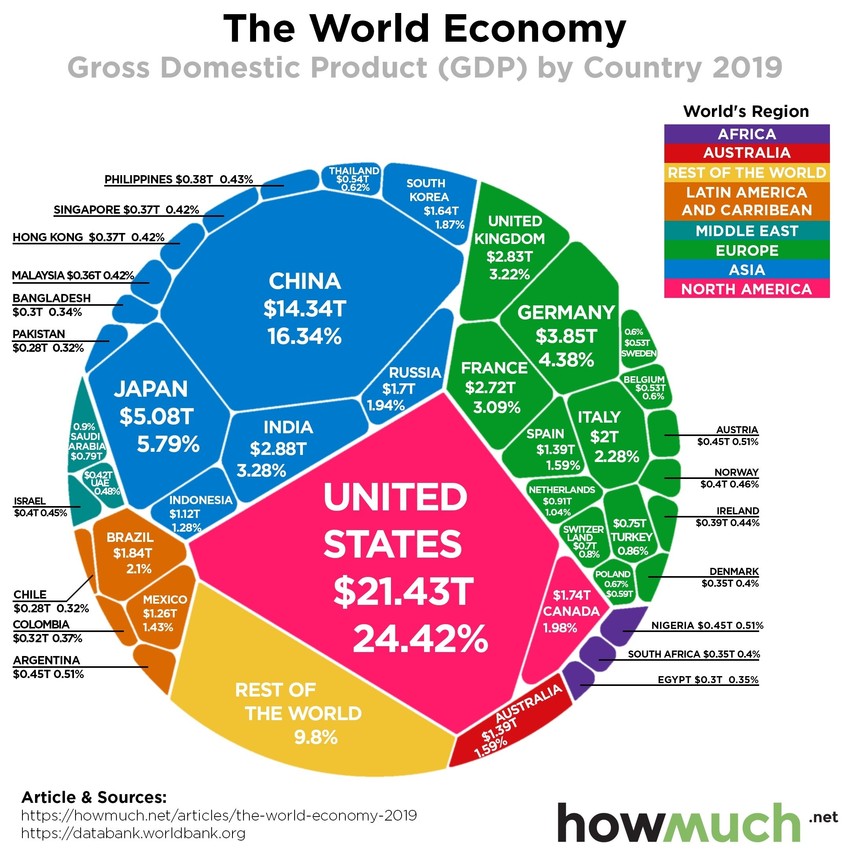 The World Economy
Gross Domestic Product (GDP) by Country 2019
World's Region
AFRICA
AUSTRALIA
REST OF THE WORLD
LATIN AMERICA
AND CARRIBEAN
MIDDLE EAST
EUROPE
ASIA
NORTH AMERICA
PHILIPPINES $0.38T 0.43%
SINGAPORE $0.37T 0.42%
HONG KONG $0.37T 0.42%
MALAYSIA $0.36T 0.42%
BANGLADESH
$0.3T 0.34%
PAKISTAN
$0.28T 0.32%
THAILAND
$0.54T
0.62%
SOUTH
KOREA
$1.64T
1.87%
CHINA
$14.34T
16.34%
JAPAN
$5.08T
5.79%
INDIA
$2.88T
3.28%
RUSSIA
$1.7T
1.94%
INDONESIA
$1.12T
1.28%
UNITED
KINGDOM
$2.83T
3.22%
GERMANY
$3.85T
4.38%
FRANCE
$2.72T
3.09%
0.6%
$0.53T
SWEDEN
BELGIUM
$0.53T
0.6%
ITALY
$2T
2.28%
SPAIN
$1.39T
1.59%
NETHERLANDS
$0.91T
1.04%
SWITZER
LAND
$0.7T
0.8%
$0.75T
TURKEY
0.86%
POLAND
0.67%
$0.59T
AUSTRIA
$0.45T 0.51%
NORWAY
$0.4T 0.46%
IRELAND
$0.39T 0.44%
DENMARK
$0.35T 0.4%
0.9%
SAUDI
ARABIA
$0.79T
$0.42T
UAE
0.48%
ISRAEL
$0.4T 0.45%
BRAZIL
$1.84T
2.1%
MEXICO
$1.26T
1.43%
CHILE
$0.28T 0.32%
COLOMBIA
$0.32T 0.37%
ARGENTINA
$0.45T 0.51%
UNITED
STATES
$21.43T
24.42%
$1.74T
CANADA
1.98%
NIGERIA $0.45T 0.51%
SOUTH AFRICA $0.35T 0.4%
EGYPT $0.3T 0.35%
REST OF
THE WORLD
9.8%
AUSTRALIA
$1.39T
1.59%
Article & Sources:
https://howmuch.net/articles/the-world-economy-2019
https://databank.worldbank.org
howmuch.net